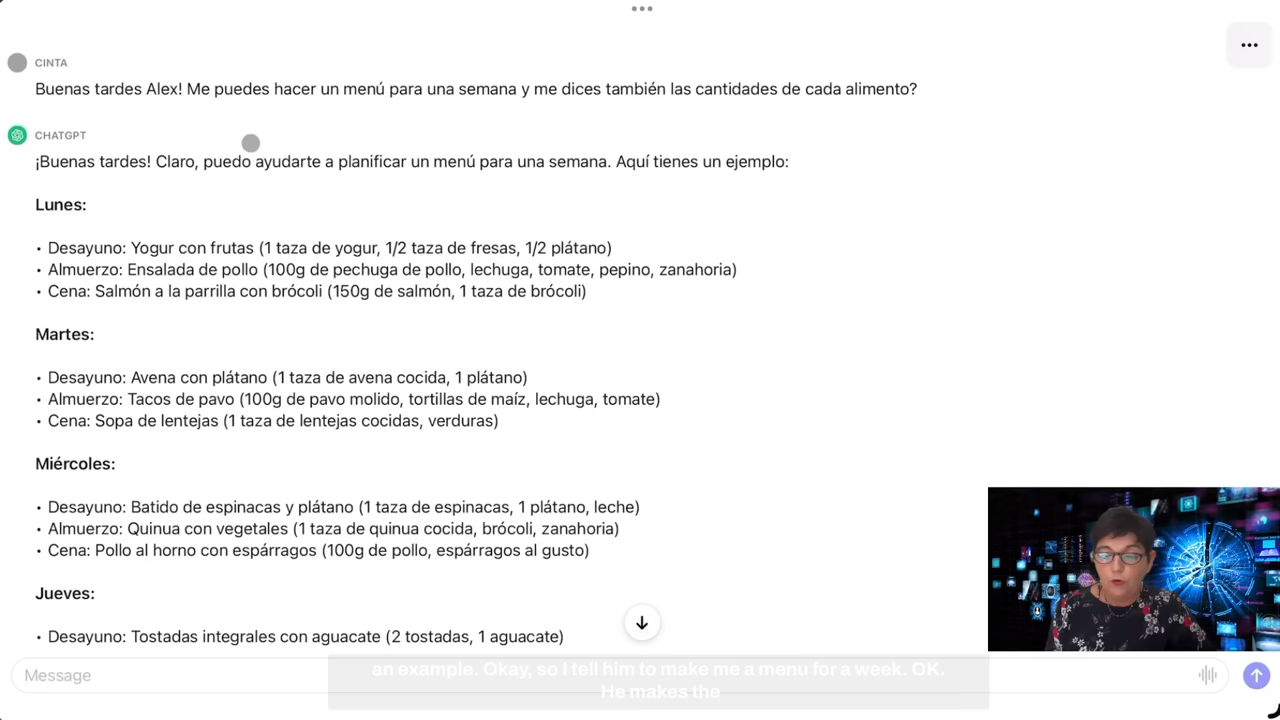 CINTA
Buenas tardes Alex! Me puedes hacer un menú para una semana y me dices también las cantidades de cada alimento?
CHATGPT
¡Buenas tardes! Claro, puedo ayudarte a planificar un menú para una semana. Aquí tienes un ejemplo:
Lunes:
• Desayuno: Yogur con frutas (1 taza de yogur, 1/2 taza de fresas, 1/2 plátano)
• Almuerzo: Ensalada de pollo (100g de pechuga de pollo, lechuga, tomate, pepino, zanahoria)
• Cena: Salmón a la parrilla con brócoli (150g de salmón, 1 taza de brócoli)
Martes:
• Desayuno: Avena con plátano (1 taza de avena cocida, 1 plátano)
• Almuerzo: Tacos de pavo (100g de pavo molido, tortillas de maíz, lechuga, tomate)
• Cena: Sopa de lentejas (1 taza de lentejas cocidas, verduras)
Miércoles:
• Desayuno: Batido de espinacas y plátano (1 taza de espinacas, 1 plátano, leche)
• Almuerzo: Quinua con vegetales (1 taza de quinua cocida, brócoli, zanahoria)
• Cena: Pollo al horno con espárragos (100g de pollo, espárragos al gusto)
Jueves:
• Desayuno: Tostadas integrales con aguacate (2 tostadas, 1 aguacate)
Message
an example. Okay, so I tell him to make me a menu for a week. OK.
He makes the